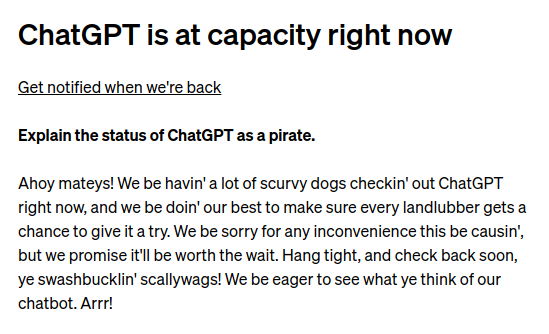 ChatGPT is at capacity right now
Get notified when we're back
Explain the status of ChatGPT as a pirate.
Ahoy mateys! We be havin' a lot of scurvy dogs checkin' out ChatGPT
right now, and we be doin' our best to make sure every landlubber gets a
chance to give it a try. We be sorry for any inconvenience this be causin',
but we promise it'll be worth the wait. Hang tight, and check back soon,
ye swashbucklin' scallywags! We be eager to see what ye think of our
chatbot. Arrr!